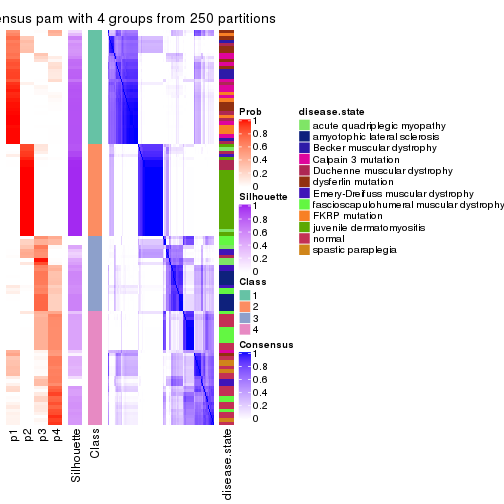 ensus pam with 4 groups from 250 partitions
Prob
1
0.8
0.6
0.4
0.2
0
Silhouette
1
0.8
0.6
0.4
0.2
0
Class
1
2
3
4
Consensus
1
0.8
0.6
0.4
0.2
0
disease.state
acute quadriplegic myopathy
amyotophic lateral sclerosis
Becker muscular dystrophy
Calpain 3 mutation
Duchenne muscular dystrophy
dysferlin mutation
Emery-Dreifuss muscular dystrophy
fascioscapulohumeral muscular dystrophy
FKRP mutation
juvenile dermatomyositis
normal
spastic paraplegia
p1
p2
p3
p4
Silhouette
Class
disease.state